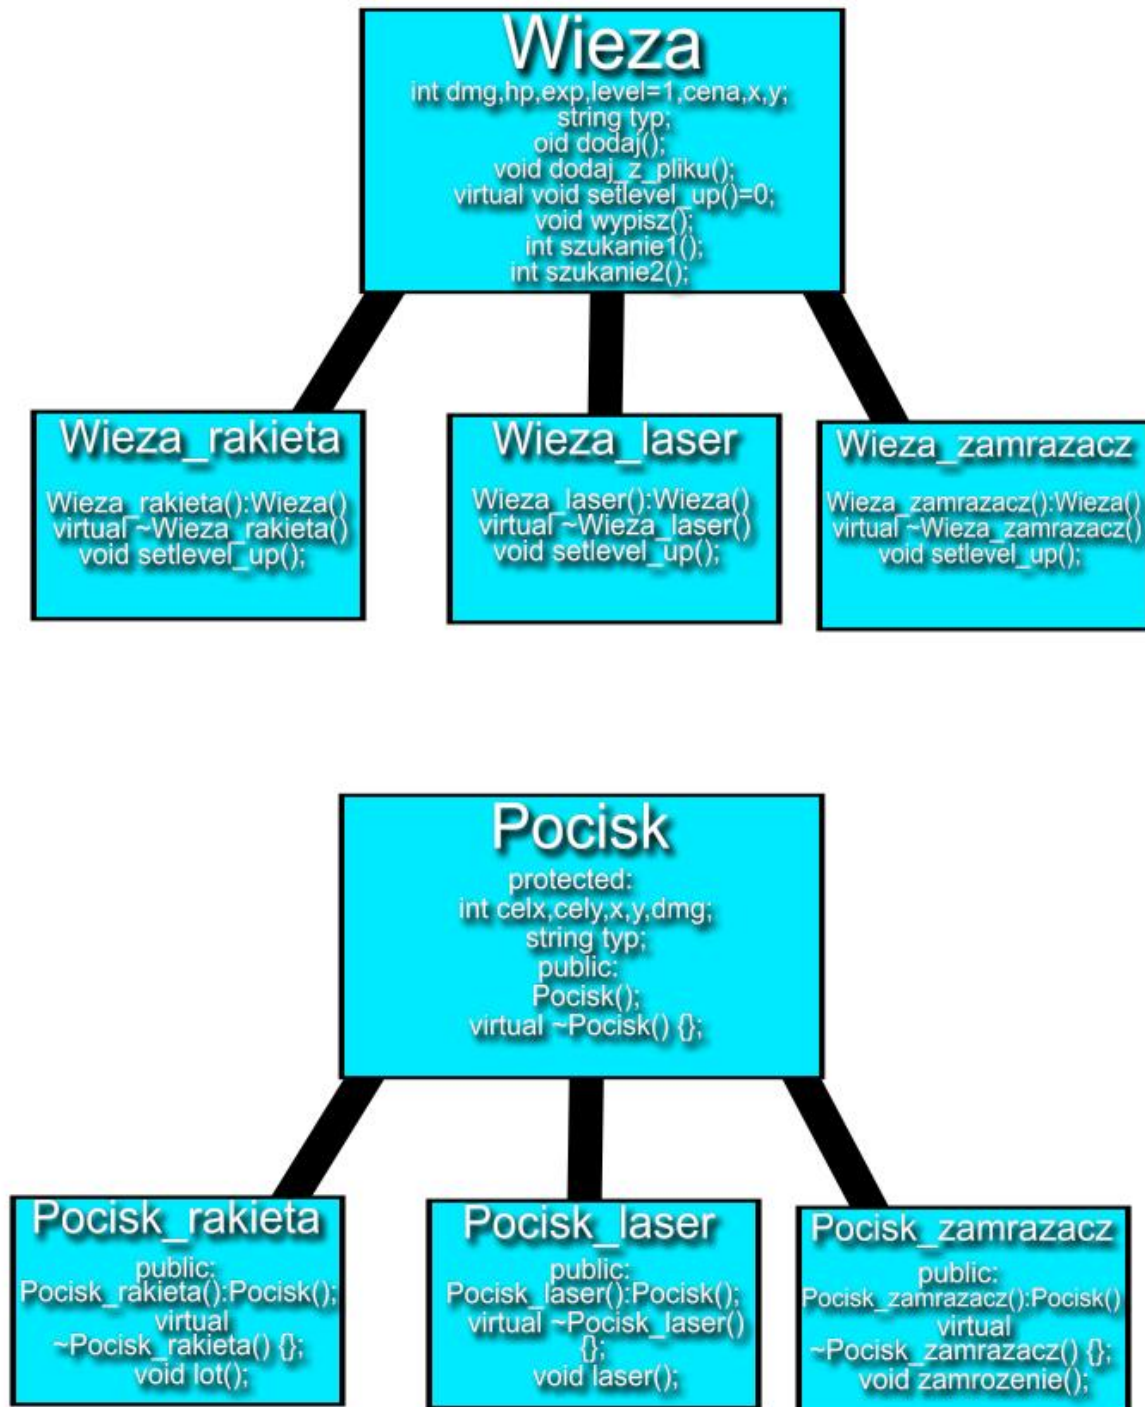 Wieza
int dmg,hp,exp,level=1,cena,x,y;
string typ;
oid dodaj();
void dodaj_z_pliku();
virtual void setlevel_up()=0;
void wypisz();
int szukanie1();
int szukanie2();
Wieza_rakieta
Wieza_rakieta():Wieza()
virtual ~Wieza_rakieta()
void setlevel_up();
Wieza_laser
Wieza_laser():Wieza()
virtual ~Wieza_laser()
void setlevel_up();
Wieza_zamrazacz
Wieza_zamrazacz():Wieza()
virtual ~Wieza_zamrazacz()
void setlevel_up();
Pocisk
protected:
int celx,cely,x,y,dmg;
string typ;
public:
Pocisk();
virtual ~Pocisk() {};
Pocisk_rakieta
public:
Pocisk_rakieta():Pocisk();
virtual
~Pocisk_rakieta() {};
void lot();
Pocisk_laser
public:
Pocisk_laser():Pocisk();
virtual ~Pocisk_laser()
{};
void laser();
Pocisk_zamrazacz
public:
Pocisk_zamrazacz():Pocisk()
virtual
~Pocisk_zamrazacz() {};
void zamrozenie();